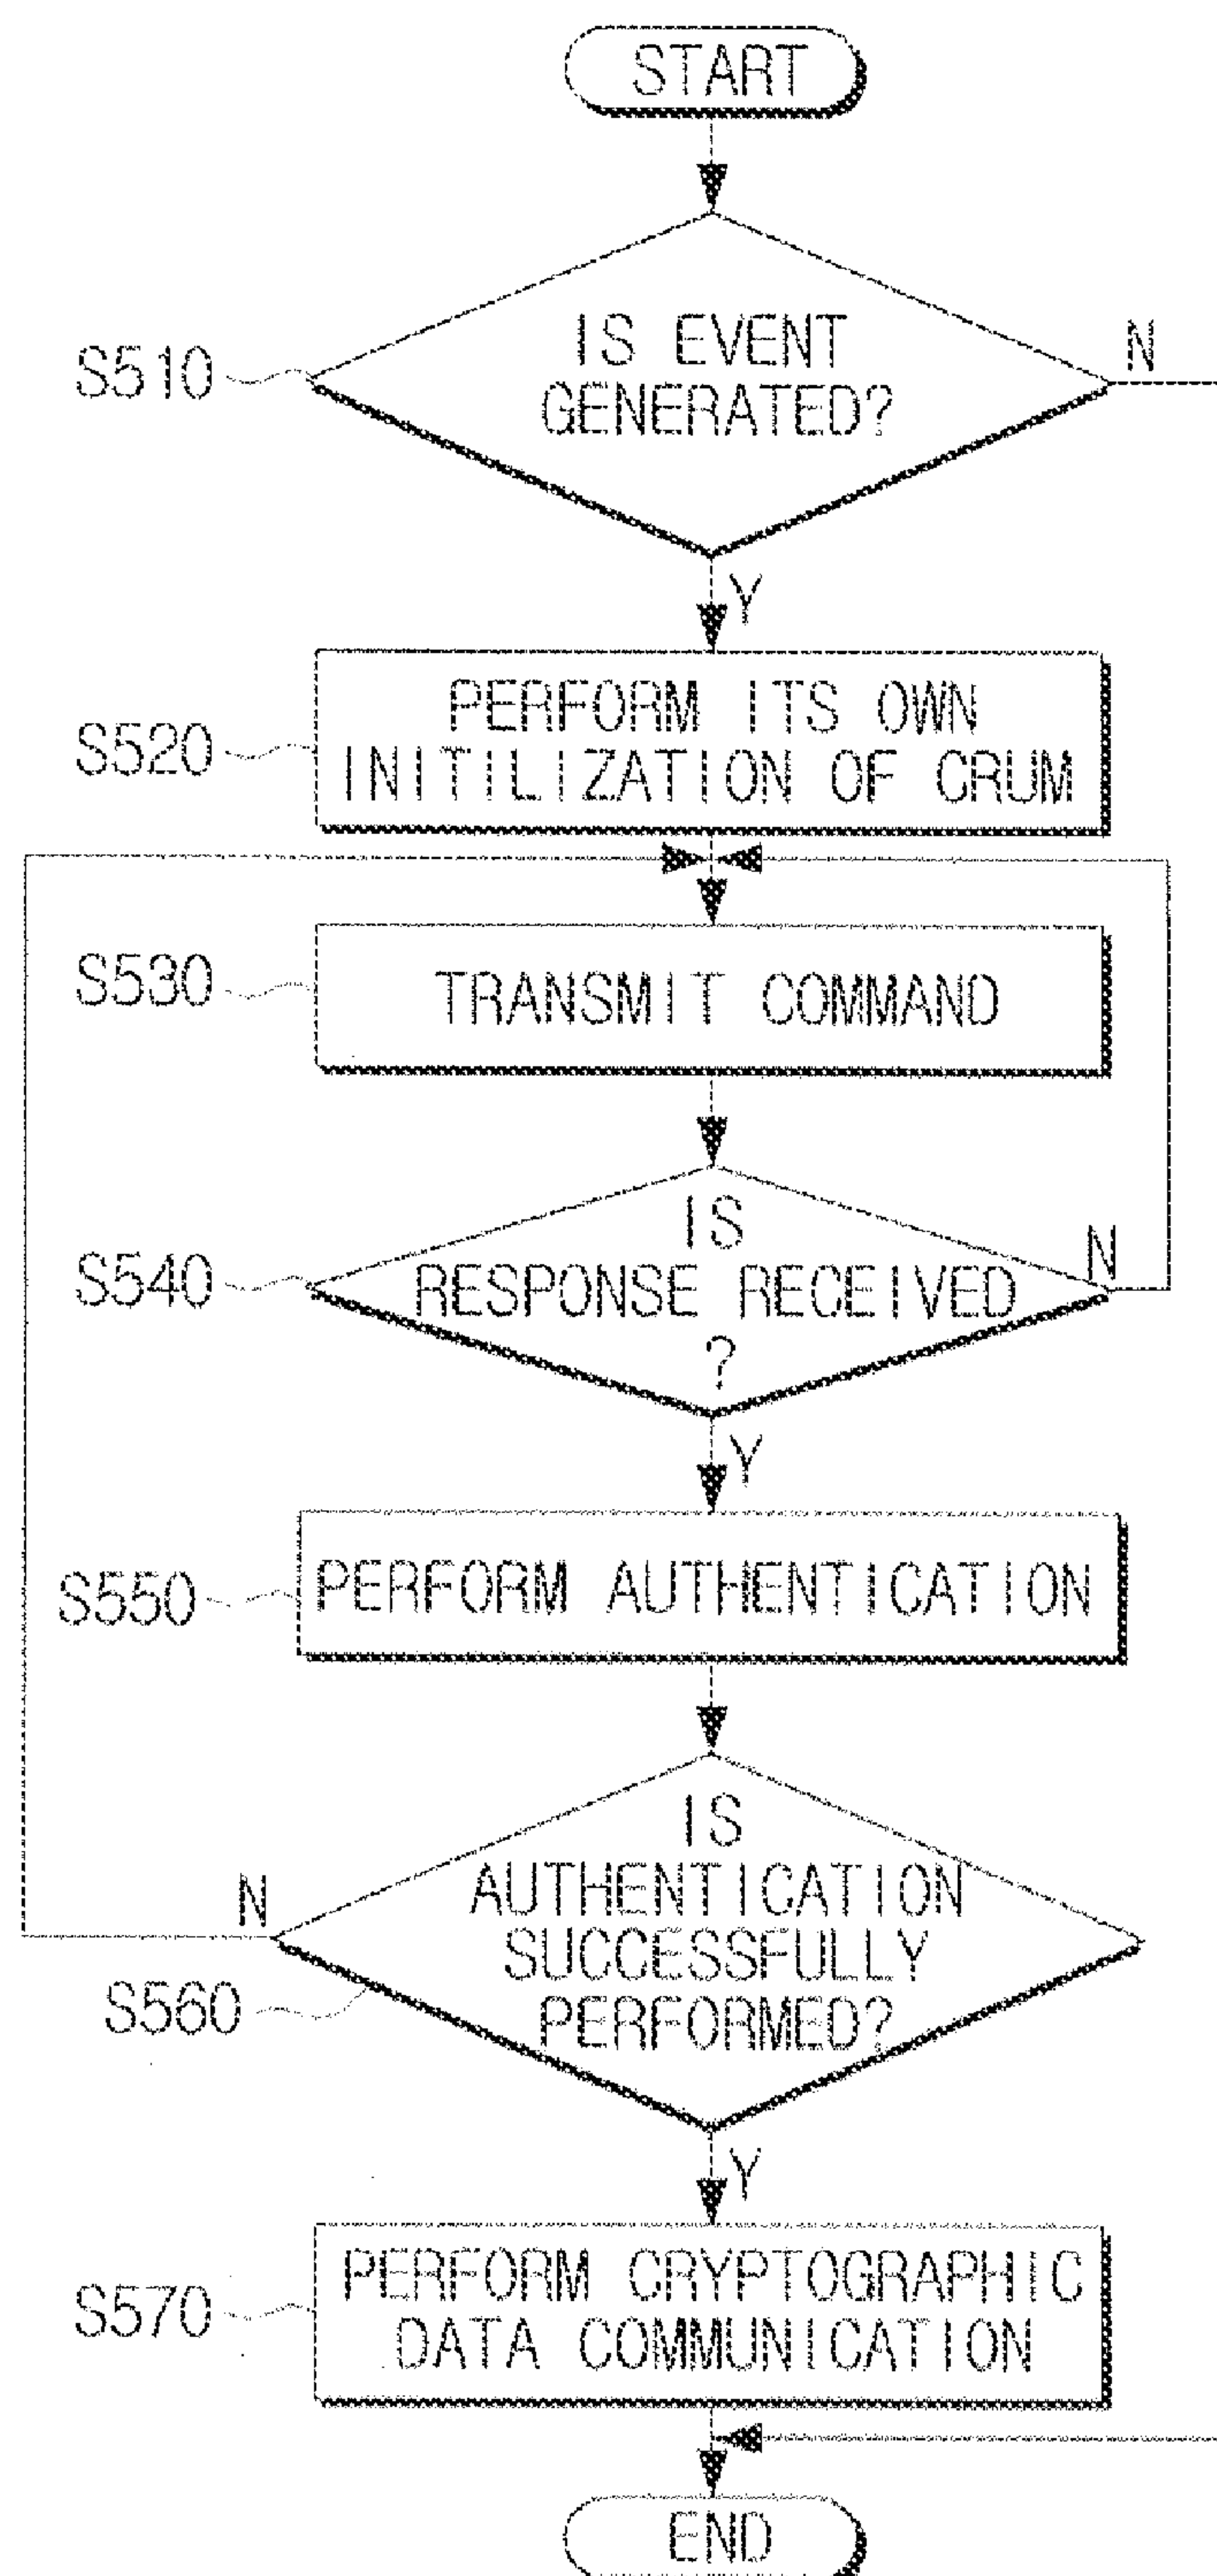 START
IS EVENT
GENERATED?
S510
N
Y
PERFORM ITS OWN
INITILIZATION OF CRUM
S520
TRANSMIT COMMAND
S530
IS
RESPONSE RECEIVED
?
S540
N
Y
PERFORM AUTHENTICATION
S550
IS
AUTHENTICATION
SUCCESSFULLY
PERFORMED?
N
S560
Y
PERFORM CRYPTOGRAPHIC
DATA COMMUNICATION
S570
END